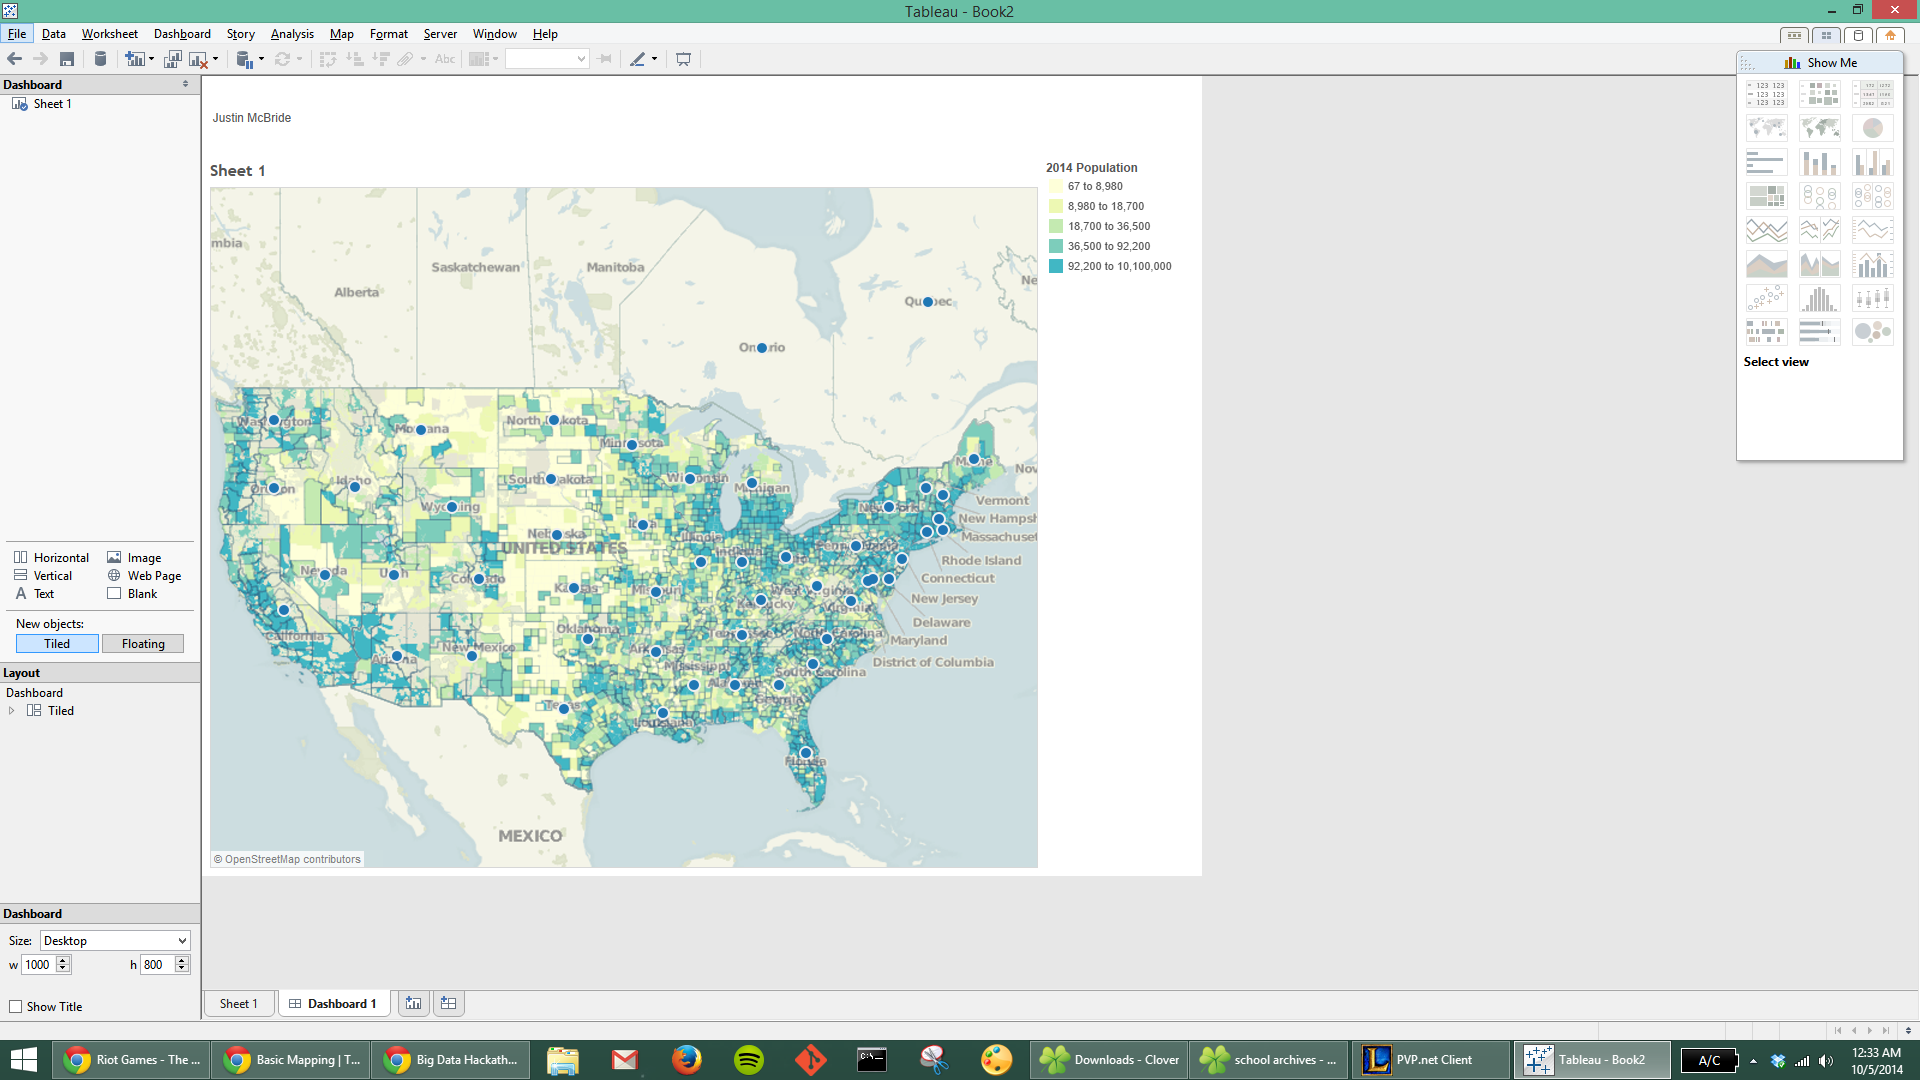 Tableau - Book2
File Data Worksheet Dashboard Story Analysis Map Format Server Window Help
Abc
Show Me
Dashboard
Sheet 1
Justin McBride
Sheet 1
2014 Population
67 to 8,980
8,980 to 18,700
18,700 to 36,500
36,500 to 92,200
92,200 to 10,100,000
Select view
mbia
Alberta
Saskatchewan
Manitoba
Ontario
Quebec
Ne
Washington
Montana
North Dakota
Minnesota
Maine
Nov
Oregon
Idaho
Wyoming
South Dakota
Wisconsin
Michigan
New York
Vermont
New Hampsh
Massachuset
Rhode Island
Connecticut
New Jersey
Delaware
Maryland
District of Columbia
Nebraska
Iowa
Illinois
Indiana
UNITED STATES
Nevada
Utah
Colorado
Kansas
Missouri
Kentucky
West Virginia
Virginia
California
Arizona
New Mexico
Oklahoma
Arkansas
Tennessee
North Carolina
Mississippi
Alabama
Georgia
South Carolina
Texas
Louisiana
Florida
MEXICO
© OpenStreetMap contributors
Horizontal Image
Vertical Web Page
A Text Blank
New objects:
Tiled Floating
Layout
Dashboard
Tiled
Dashboard
Size: Desktop
w 1000 h 800
Show Title
Sheet 1 Dashboard 1
Riot Games - The ... Basic Mapping | T... Big Data Hackath... Downloads - Clover school archives - ... PVP.net Client Tableau - Book2 A/C 12:33 AM
10/5/2014